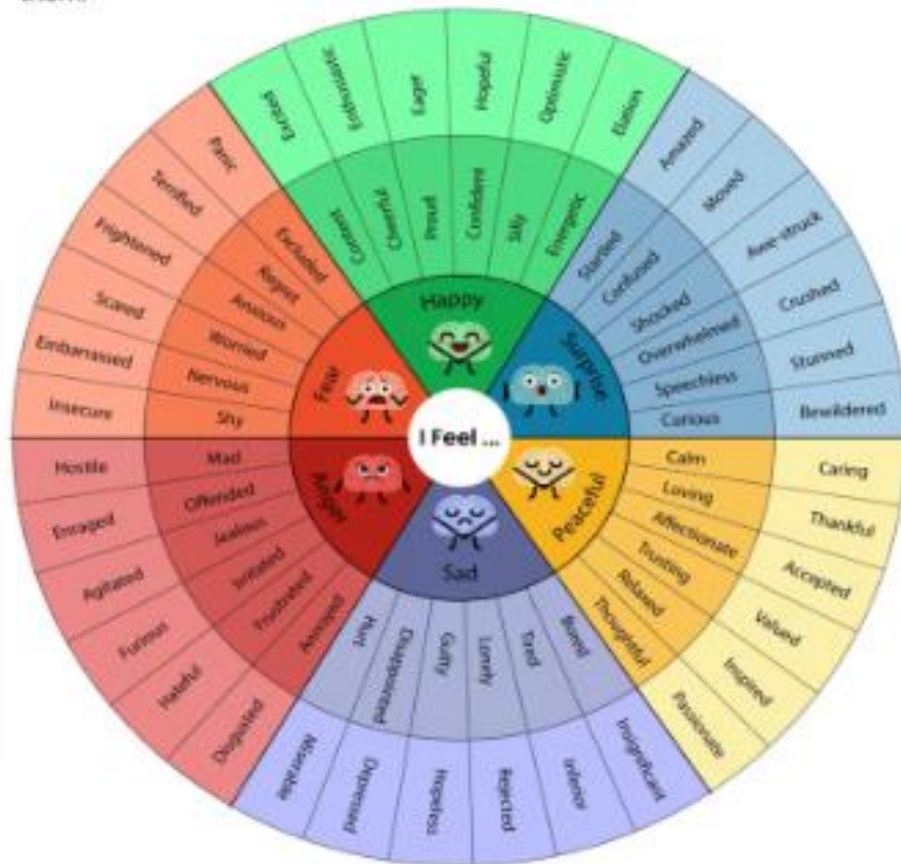 Excited
Enthusiastic
Eager
Hopeful
Optimistic
Elation
Content
Cheerful
Proud
Confident
Silly
Energetic
Happy
Amazed
Moved
Awe-struck
Crushed
Stunned
Bewildered
Startled
Confused
Shocked
Overwhelmed
Speechless
Curious
Surprise
Caring
Thankful
Accepted
Valued
Inspired
Passionate
Calm
Loving
Affectionate
Trusting
Relaxed
Thoughtful
Peaceful
Insignificant
Inferior
Rejected
Hopeless
Depressed
Miserable
Bored
Tired
Lonely
Guilty
Disappointed
Hurt
Sad
Disgusted
Hateful
Furious
Agitated
Enraged
Hostile
Annoyed
Frustrated
Irritated
Jealous
Offended
Mad
Anger
Insecure
Embarrassed
Scared
Frightened
Terrified
Panic
Shy
Nervous
Worried
Anxious
Regret
Excluded
Fear
I Feel ...